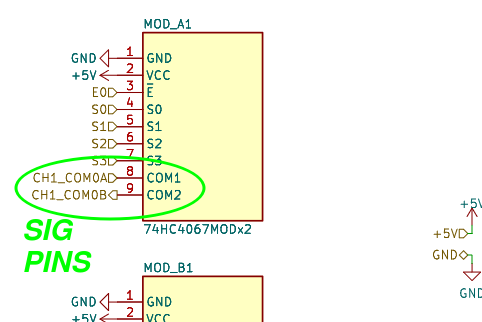 MOD_A1
GND 1 GND
+5V 2 VCC
E0 3 E
S0 4 S0
S1 5 S1
S2 6 S2
S3 7 S3
CH1_COM0A 8 COM1
CH1_COM0B 9 COM2
74HC4067MODx2
SIG
PINS
+5V
+5V
GND
GND
MOD_B1
GND 1 GND
+5V 2 VCC